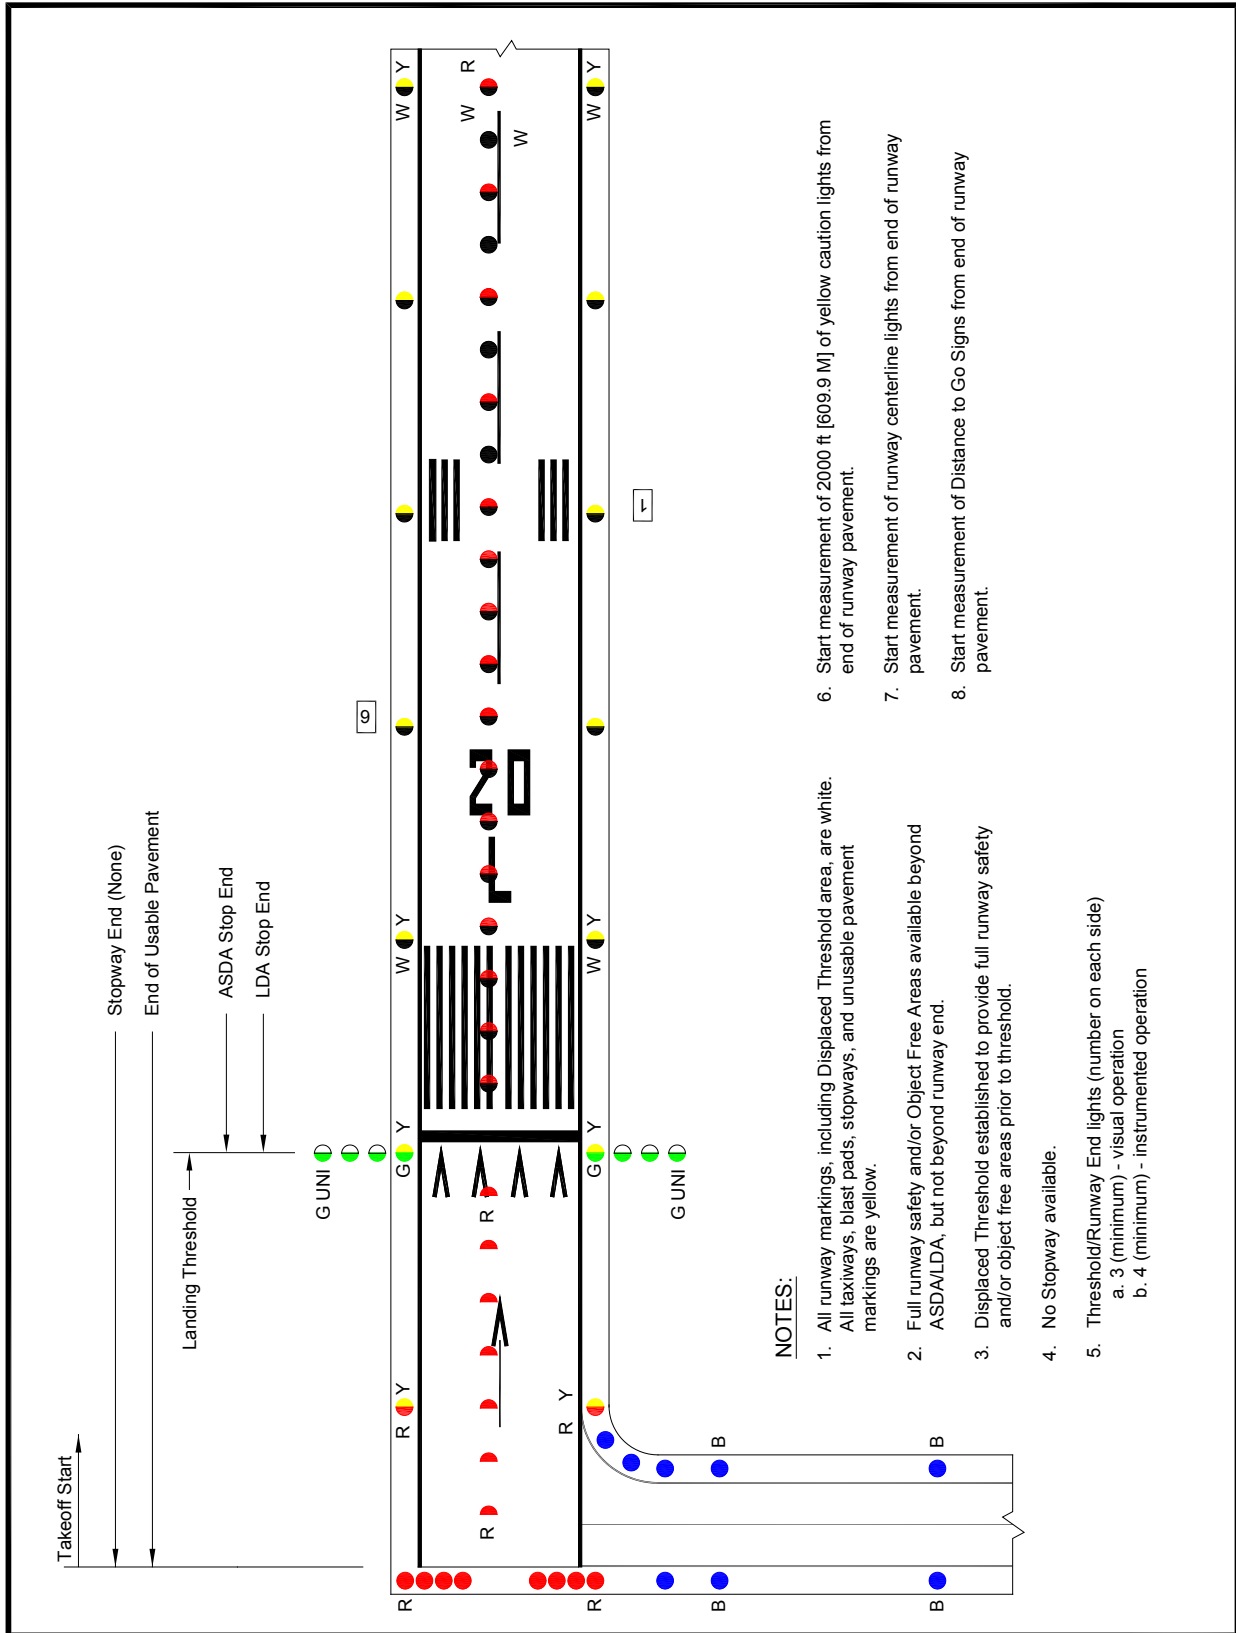 Takeoff Start
Stopway End (None)
End of Usable Pavement
Landing Threshold
ASDA Stop End
LDA Stop End
G UNI
9
R
R Y
G Y
W Y
W Y
R
R
20
L
W
R
W
R
R Y
G Y
W Y
W Y
G UNI
1
B
B
B
B
NOTES:
1. All runway markings, including Displaced Threshold area, are white.
All taxiways, blast pads, stopways, and unusable pavement
markings are yellow.
2. Full runway safety and/or Object Free Areas available beyond
ASDA/LDA, but not beyond runway end.
3. Displaced Threshold established to provide full runway safety
and/or object free areas prior to threshold.
4. No Stopway available.
5. Threshold/Runway End lights (number on each side)
a. 3 (minimum) - visual operation
b. 4 (minimum) - instrumented operation
6. Start measurement of 2000 ft [609.9 M] of yellow caution lights from
end of runway pavement.
7. Start measurement of runway centerline lights from end of runway
pavement.
8. Start measurement of Distance to Go Signs from end of runway
pavement.